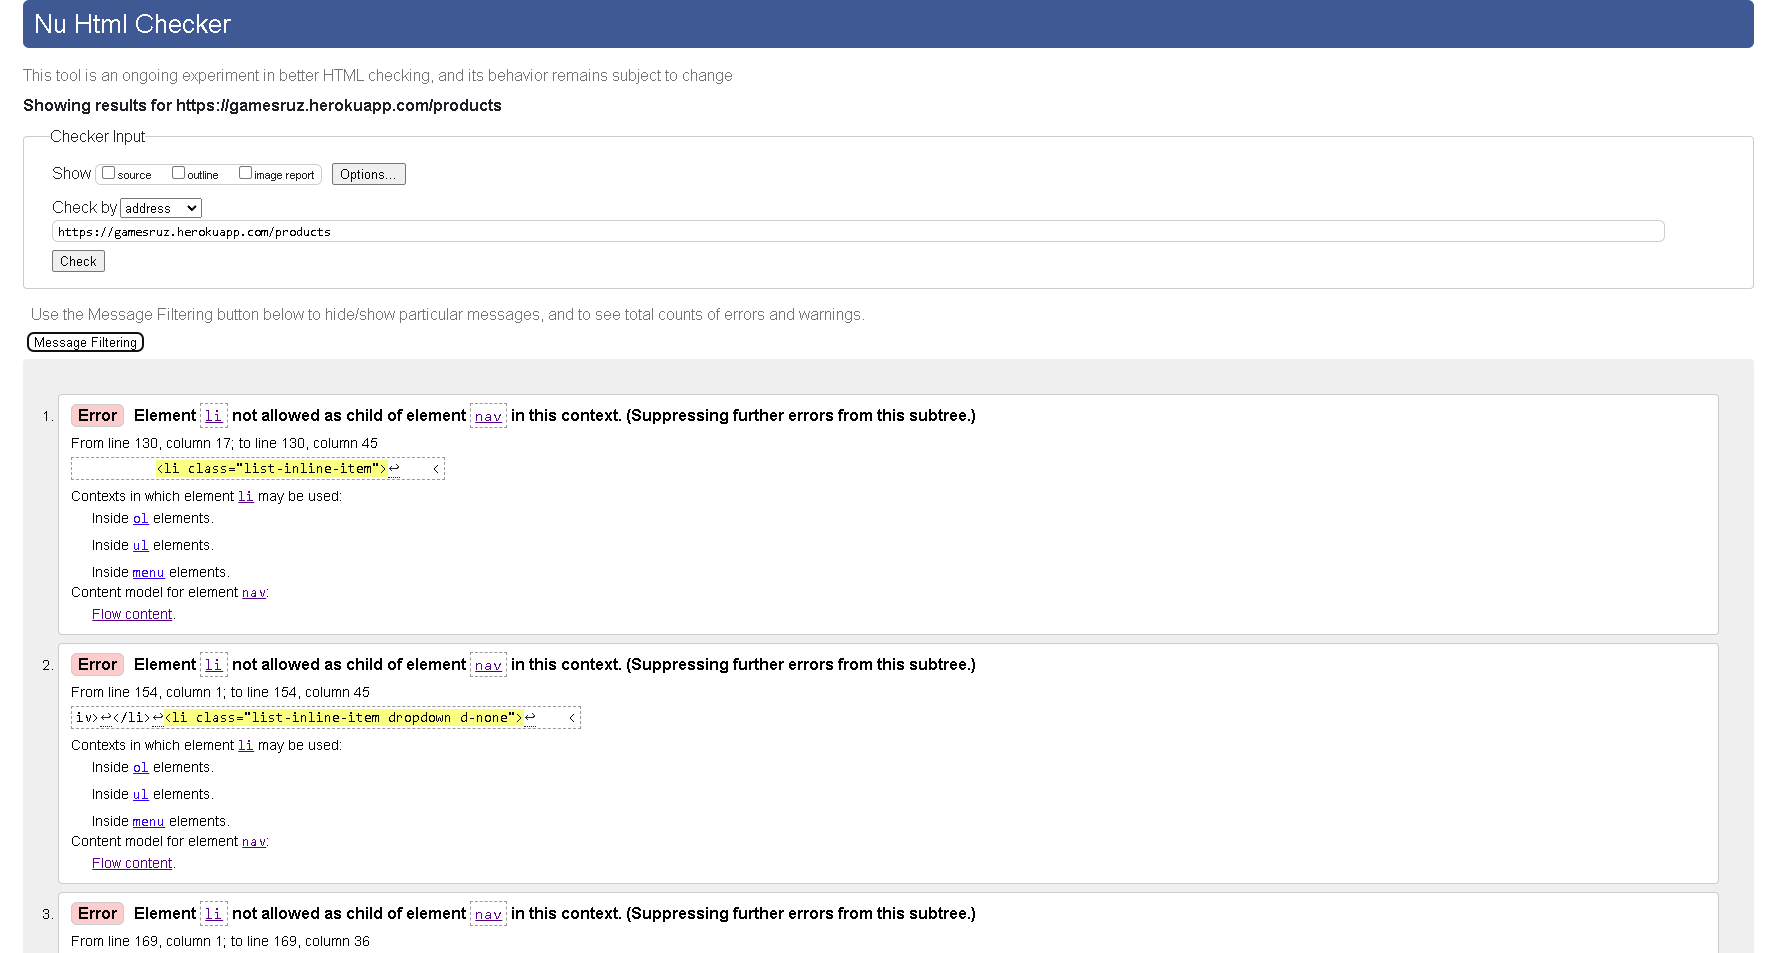 Nu Html Checker
This tool is an ongoing experiment in better HTML checking, and its behavior remains subject to change
Showing results for https://gamesruz.herokuapp.com/products
Checker Input
Show source outline image report Options...
Check by address
https://gamesruz.herokuapp.com/products
Check
Use the Message Filtering button below to hide/show particular messages, and to see total counts of errors and warnings.
Message Filtering
1. Error Element li not allowed as child of element nav in this context. (Suppressing further errors from this subtree.)
From line 130, column 17; to line 130, column 45
<li class="list-inline-item">↩ <
Contexts in which element li may be used:
Inside ol elements.
Inside ul elements.
Inside menu elements.
Content model for element nav:
Flow content.
2. Error Element li not allowed as child of element nav in this context. (Suppressing further errors from this subtree.)
From line 154, column 1; to line 154, column 45
iv>↩</li>↩<li class="list-inline-item dropdown d-none">↩ <
Contexts in which element li may be used:
Inside ol elements.
Inside ul elements.
Inside menu elements.
Content model for element nav:
Flow content.
3. Error Element li not allowed as child of element nav in this context. (Suppressing further errors from this subtree.)
From line 169, column 1; to line 169, column 36